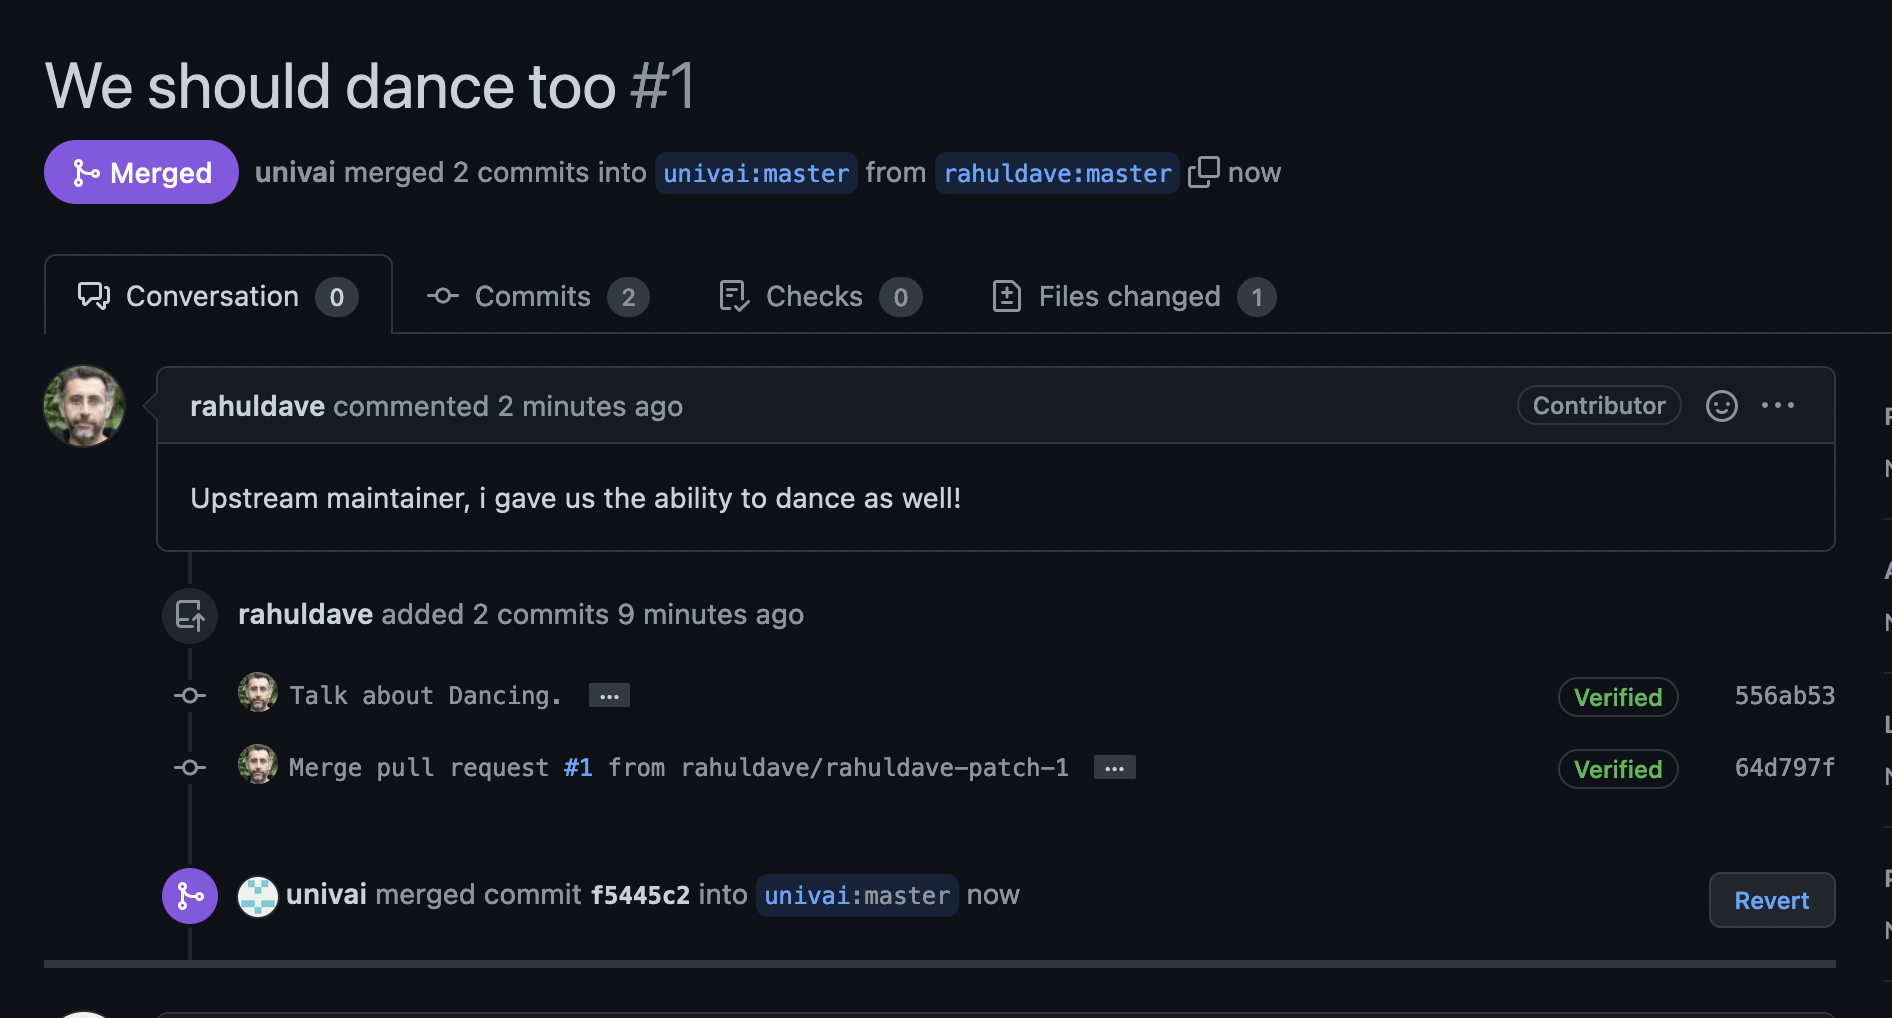 We should dance too #1
Merged univai merged 2 commits into univai:master from rahuldave:master now
Conversation 0 Commits 2 Checks 0 Files changed 1
rahuldave commented 2 minutes ago Contributor
Upstream maintainer, i gave us the ability to dance as well!
rahuldave added 2 commits 9 minutes ago
Talk about Dancing. … Verified 556ab53
Merge pull request #1 from rahuldave/rahuldave-patch-1 … Verified 64d797f
univai merged commit f5445c2 into univai:master now Revert